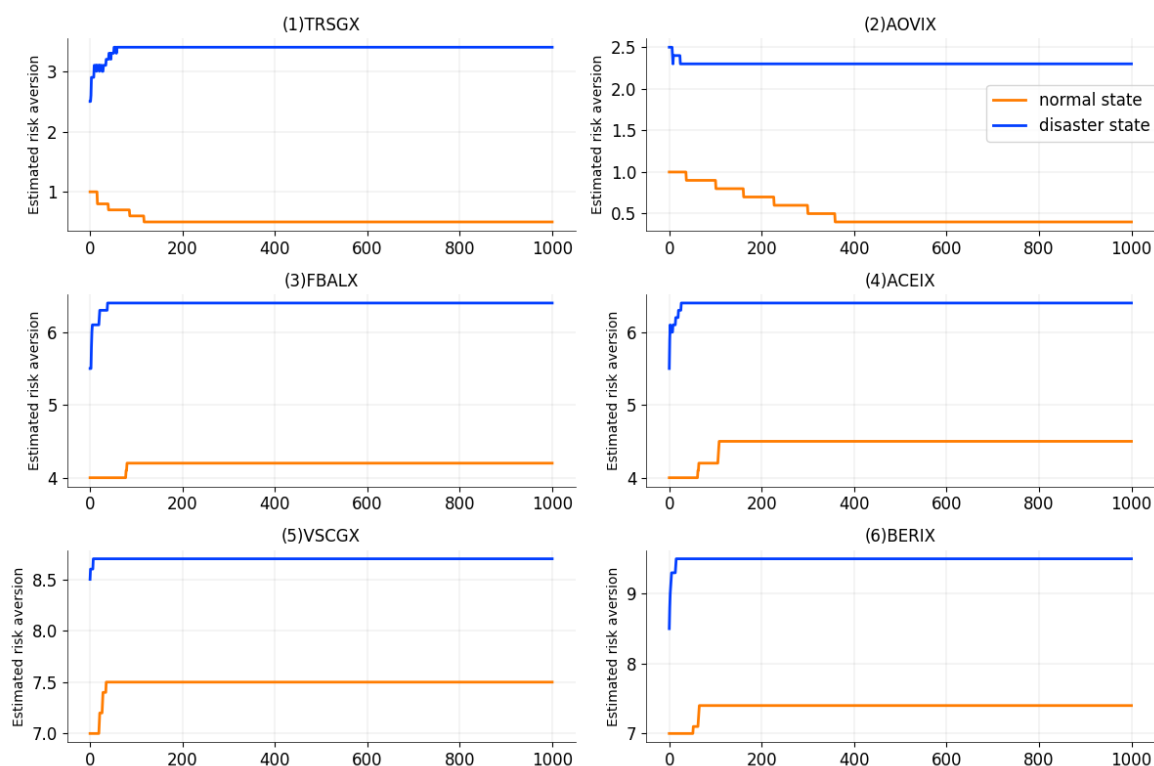 (1)TRSGX
Estimated risk aversion
3
2
1
0 200 400 600 800 1000
(2)AOVIX
Estimated risk aversion
2.5
2.0
1.5
1.0
0.5
normal state
disaster state
0 200 400 600 800 1000
(3)FBALX
Estimated risk aversion
6
5
4
0 200 400 600 800 1000
(4)ACEIX
Estimated risk aversion
6
5
4
0 200 400 600 800 1000
(5)VSCGX
Estimated risk aversion
8.5
8.0
7.5
7.0
0 200 400 600 800 1000
(6)BERIX
Estimated risk aversion
9
8
7
0 200 400 600 800 1000